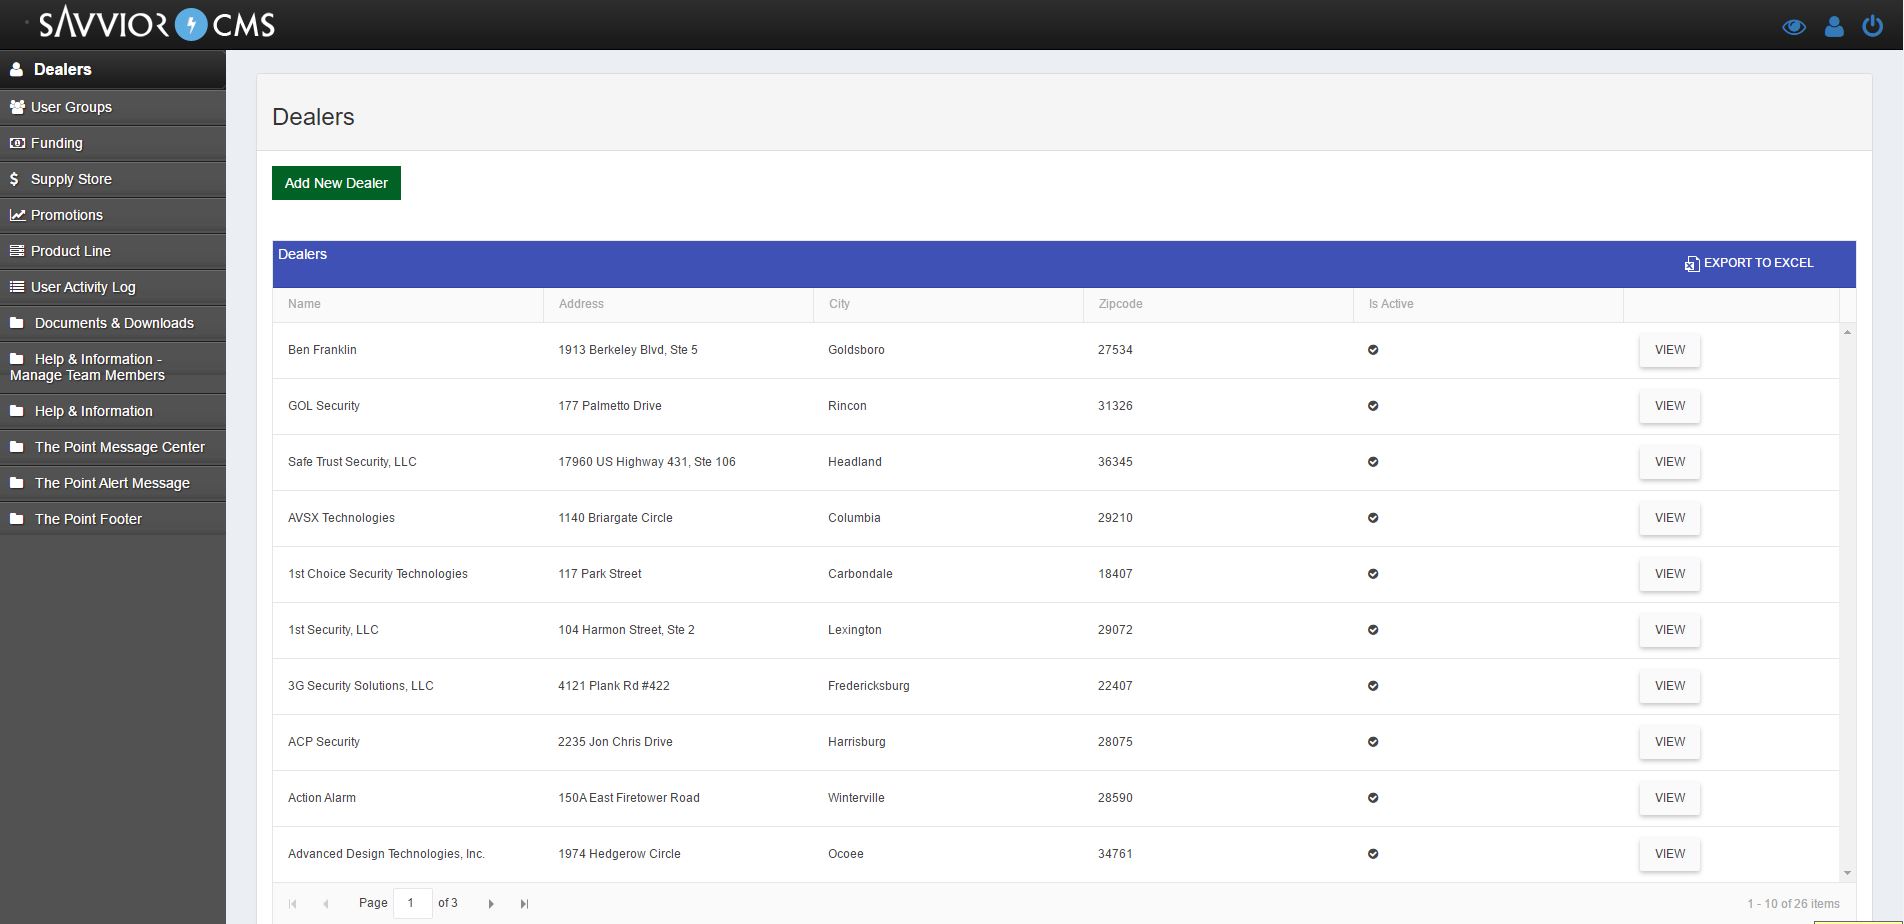 SAVVIOR CMS
Dealers
User Groups
Funding
Supply Store
Promotions
Product Line
User Activity Log
Documents & Downloads
Help & Information -
Manage Team Members
Help & Information
The Point Message Center
The Point Alert Message
The Point Footer
Dealers
Add New Dealer
Dealers EXPORT TO EXCEL
Name Address City Zipcode Is Active
Ben Franklin 1913 Berkeley Blvd, Ste 5 Goldsboro 27534 VIEW
GOL Security 177 Palmetto Drive Rincon 31326 VIEW
Safe Trust Security, LLC 17960 US Highway 431, Ste 106 Headland 36345 VIEW
AVSX Technologies 1140 Briargate Circle Columbia 29210 VIEW
1st Choice Security Technologies 117 Park Street Carbondale 18407 VIEW
1st Security, LLC 104 Harmon Street, Ste 2 Lexington 29072 VIEW
3G Security Solutions, LLC 4121 Plank Rd #422 Fredericksburg 22407 VIEW
ACP Security 2235 Jon Chris Drive Harrisburg 28075 VIEW
Action Alarm 150A East Firetower Road Winterville 28590 VIEW
Advanced Design Technologies, Inc. 1974 Hedgerow Circle Ocoee 34761 VIEW
Page 1 of 3 1 - 10 of 26 items